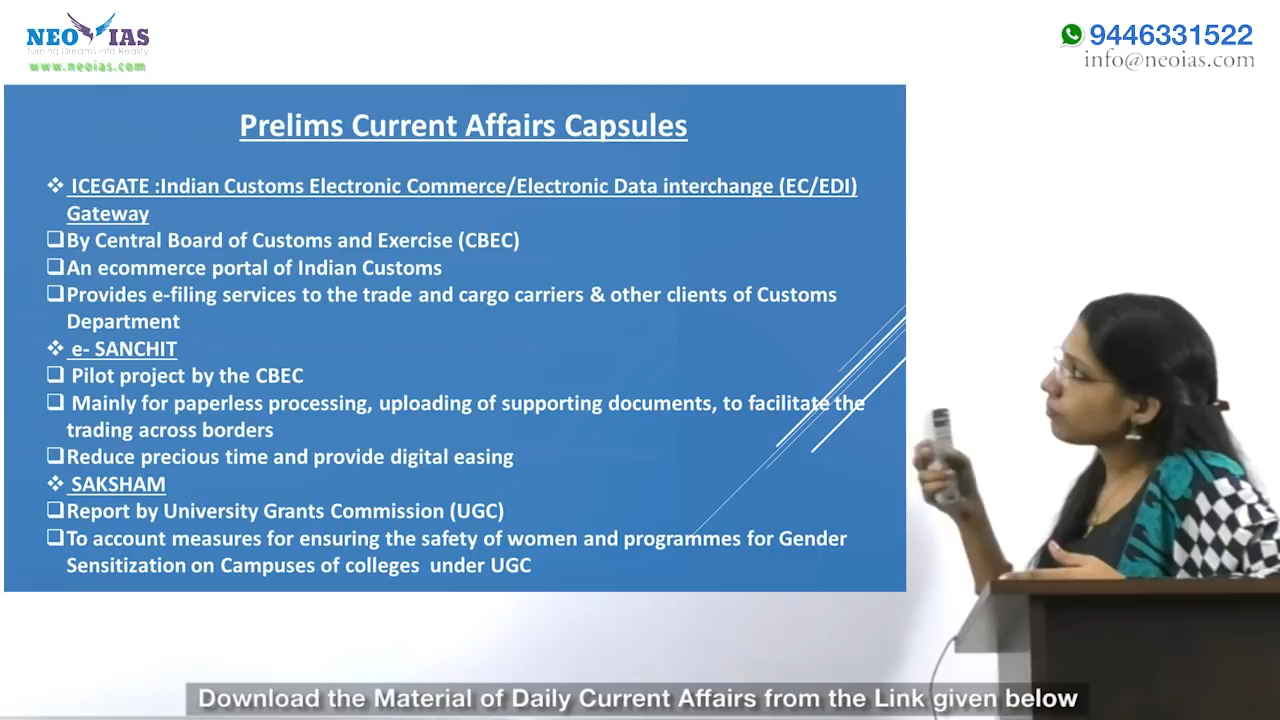 NEO IAS
Turning Dreams into Reality
www.neoias.com
9446331522
info@neoias.com
Prelims Current Affairs Capsules
❖ ICEGATE :Indian Customs Electronic Commerce/Electronic Data interchange (EC/EDI)
Gateway
❑By Central Board of Customs and Exercise (CBEC)
❑An ecommerce portal of Indian Customs
❑Provides e-filing services to the trade and cargo carriers & other clients of Customs
Department
❖ e- SANCHIT
❑ Pilot project by the CBEC
❑ Mainly for paperless processing, uploading of supporting documents, to facilitate the
trading across borders
❑Reduce precious time and provide digital easing
❖ SAKSHAM
❑Report by University Grants Commission (UGC)
❑To account measures for ensuring the safety of women and programmes for Gender
Sensitization on Campuses of colleges under UGC
Download the Material of Daily Current Affairs from the Link given below